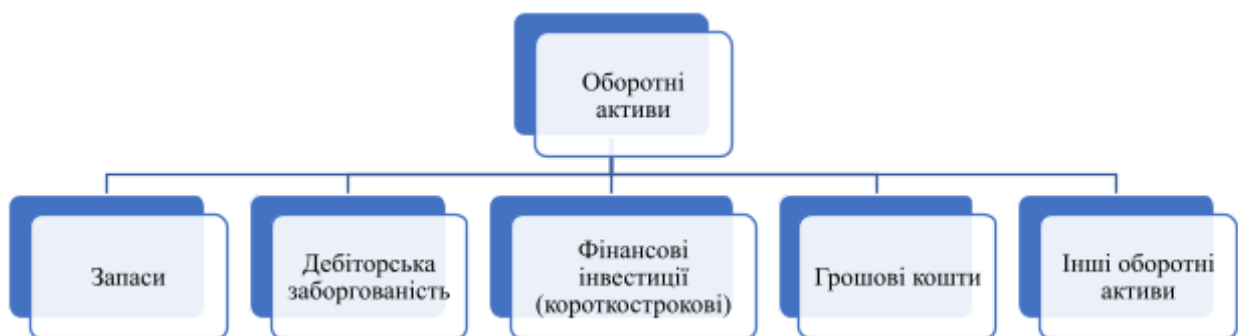 Оборотні
активи
Запаси
Дебіторська
заборгованість
Фінансові
інвестиції
(короткострокові)
Грошові кошти
Інші оборотні
активи